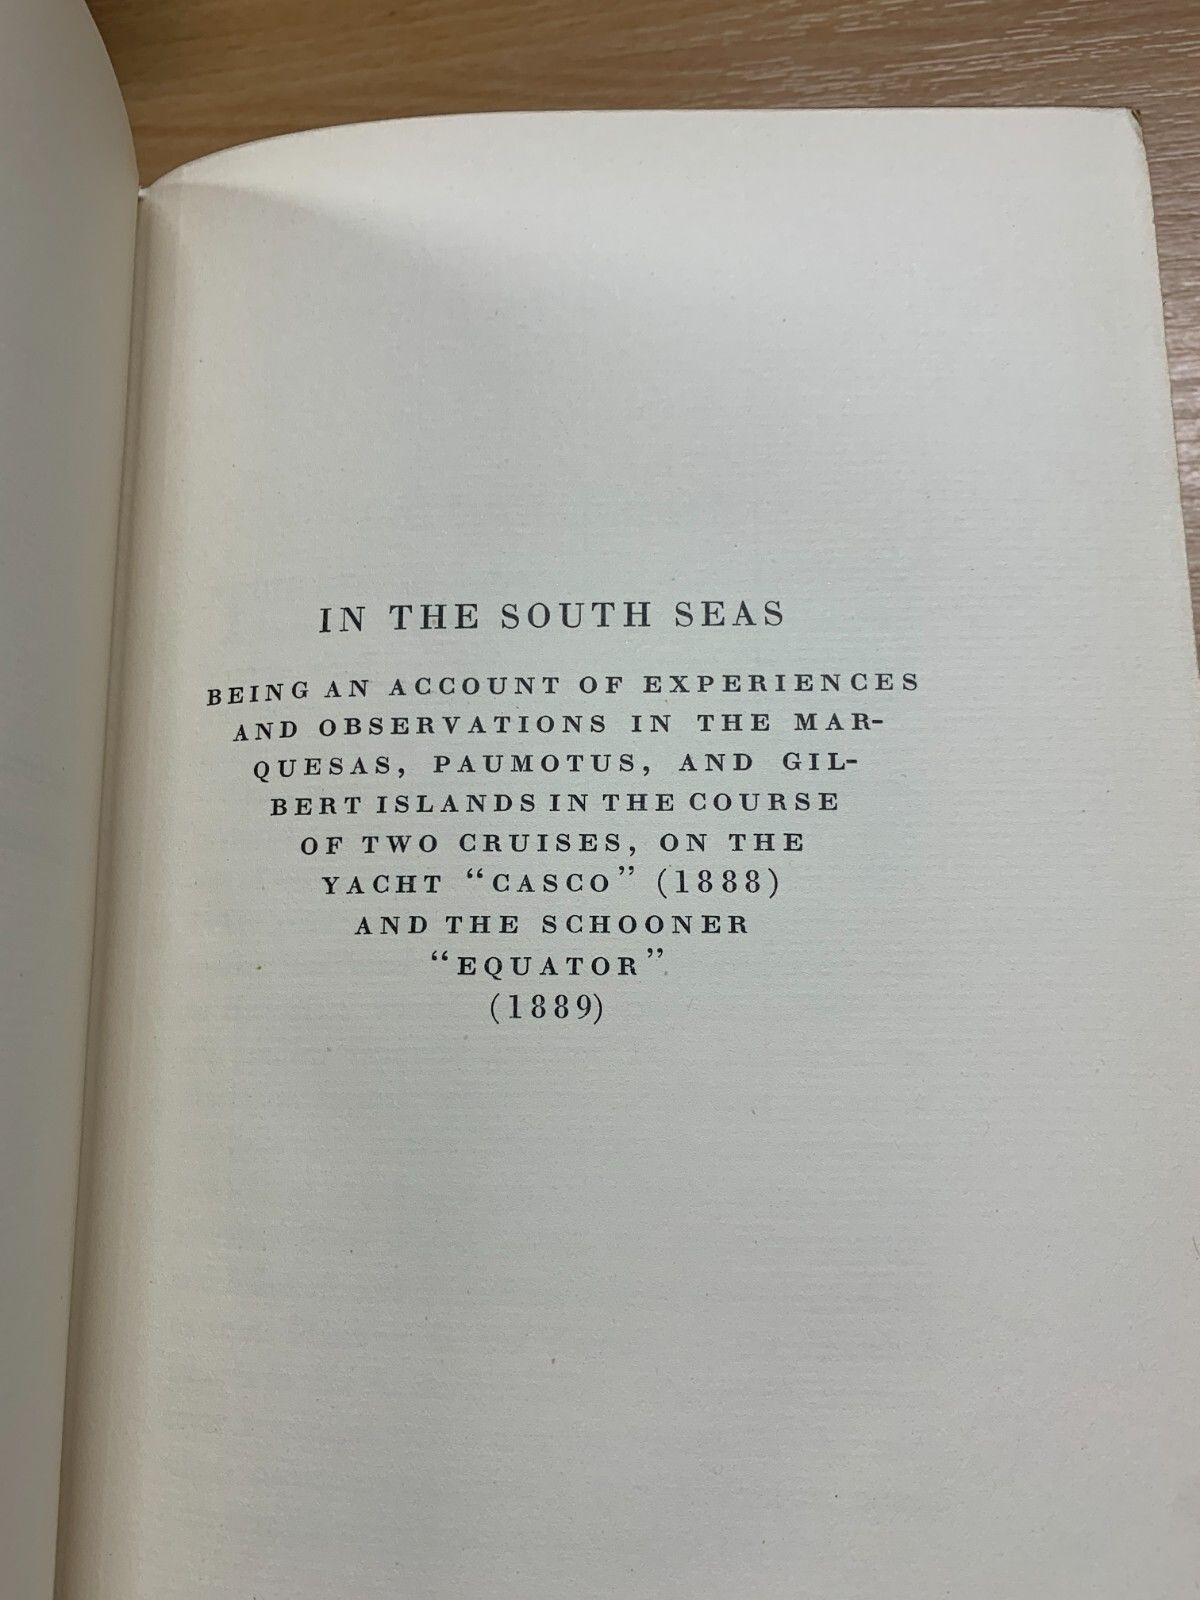 IN THE SOUTH SEAS
BEING AN ACCOUNT OF EXPERIENCES
AND OBSERVATIONS IN THE MAR-
QUESAS, PAUMOTUS, AND GIL-
BERT ISLANDS IN THE COURSE
OF TWO CRUISES, ON THE
YACHT “CASCO” (1888)
AND THE SCHOONER
“EQUATOR”
(1889)